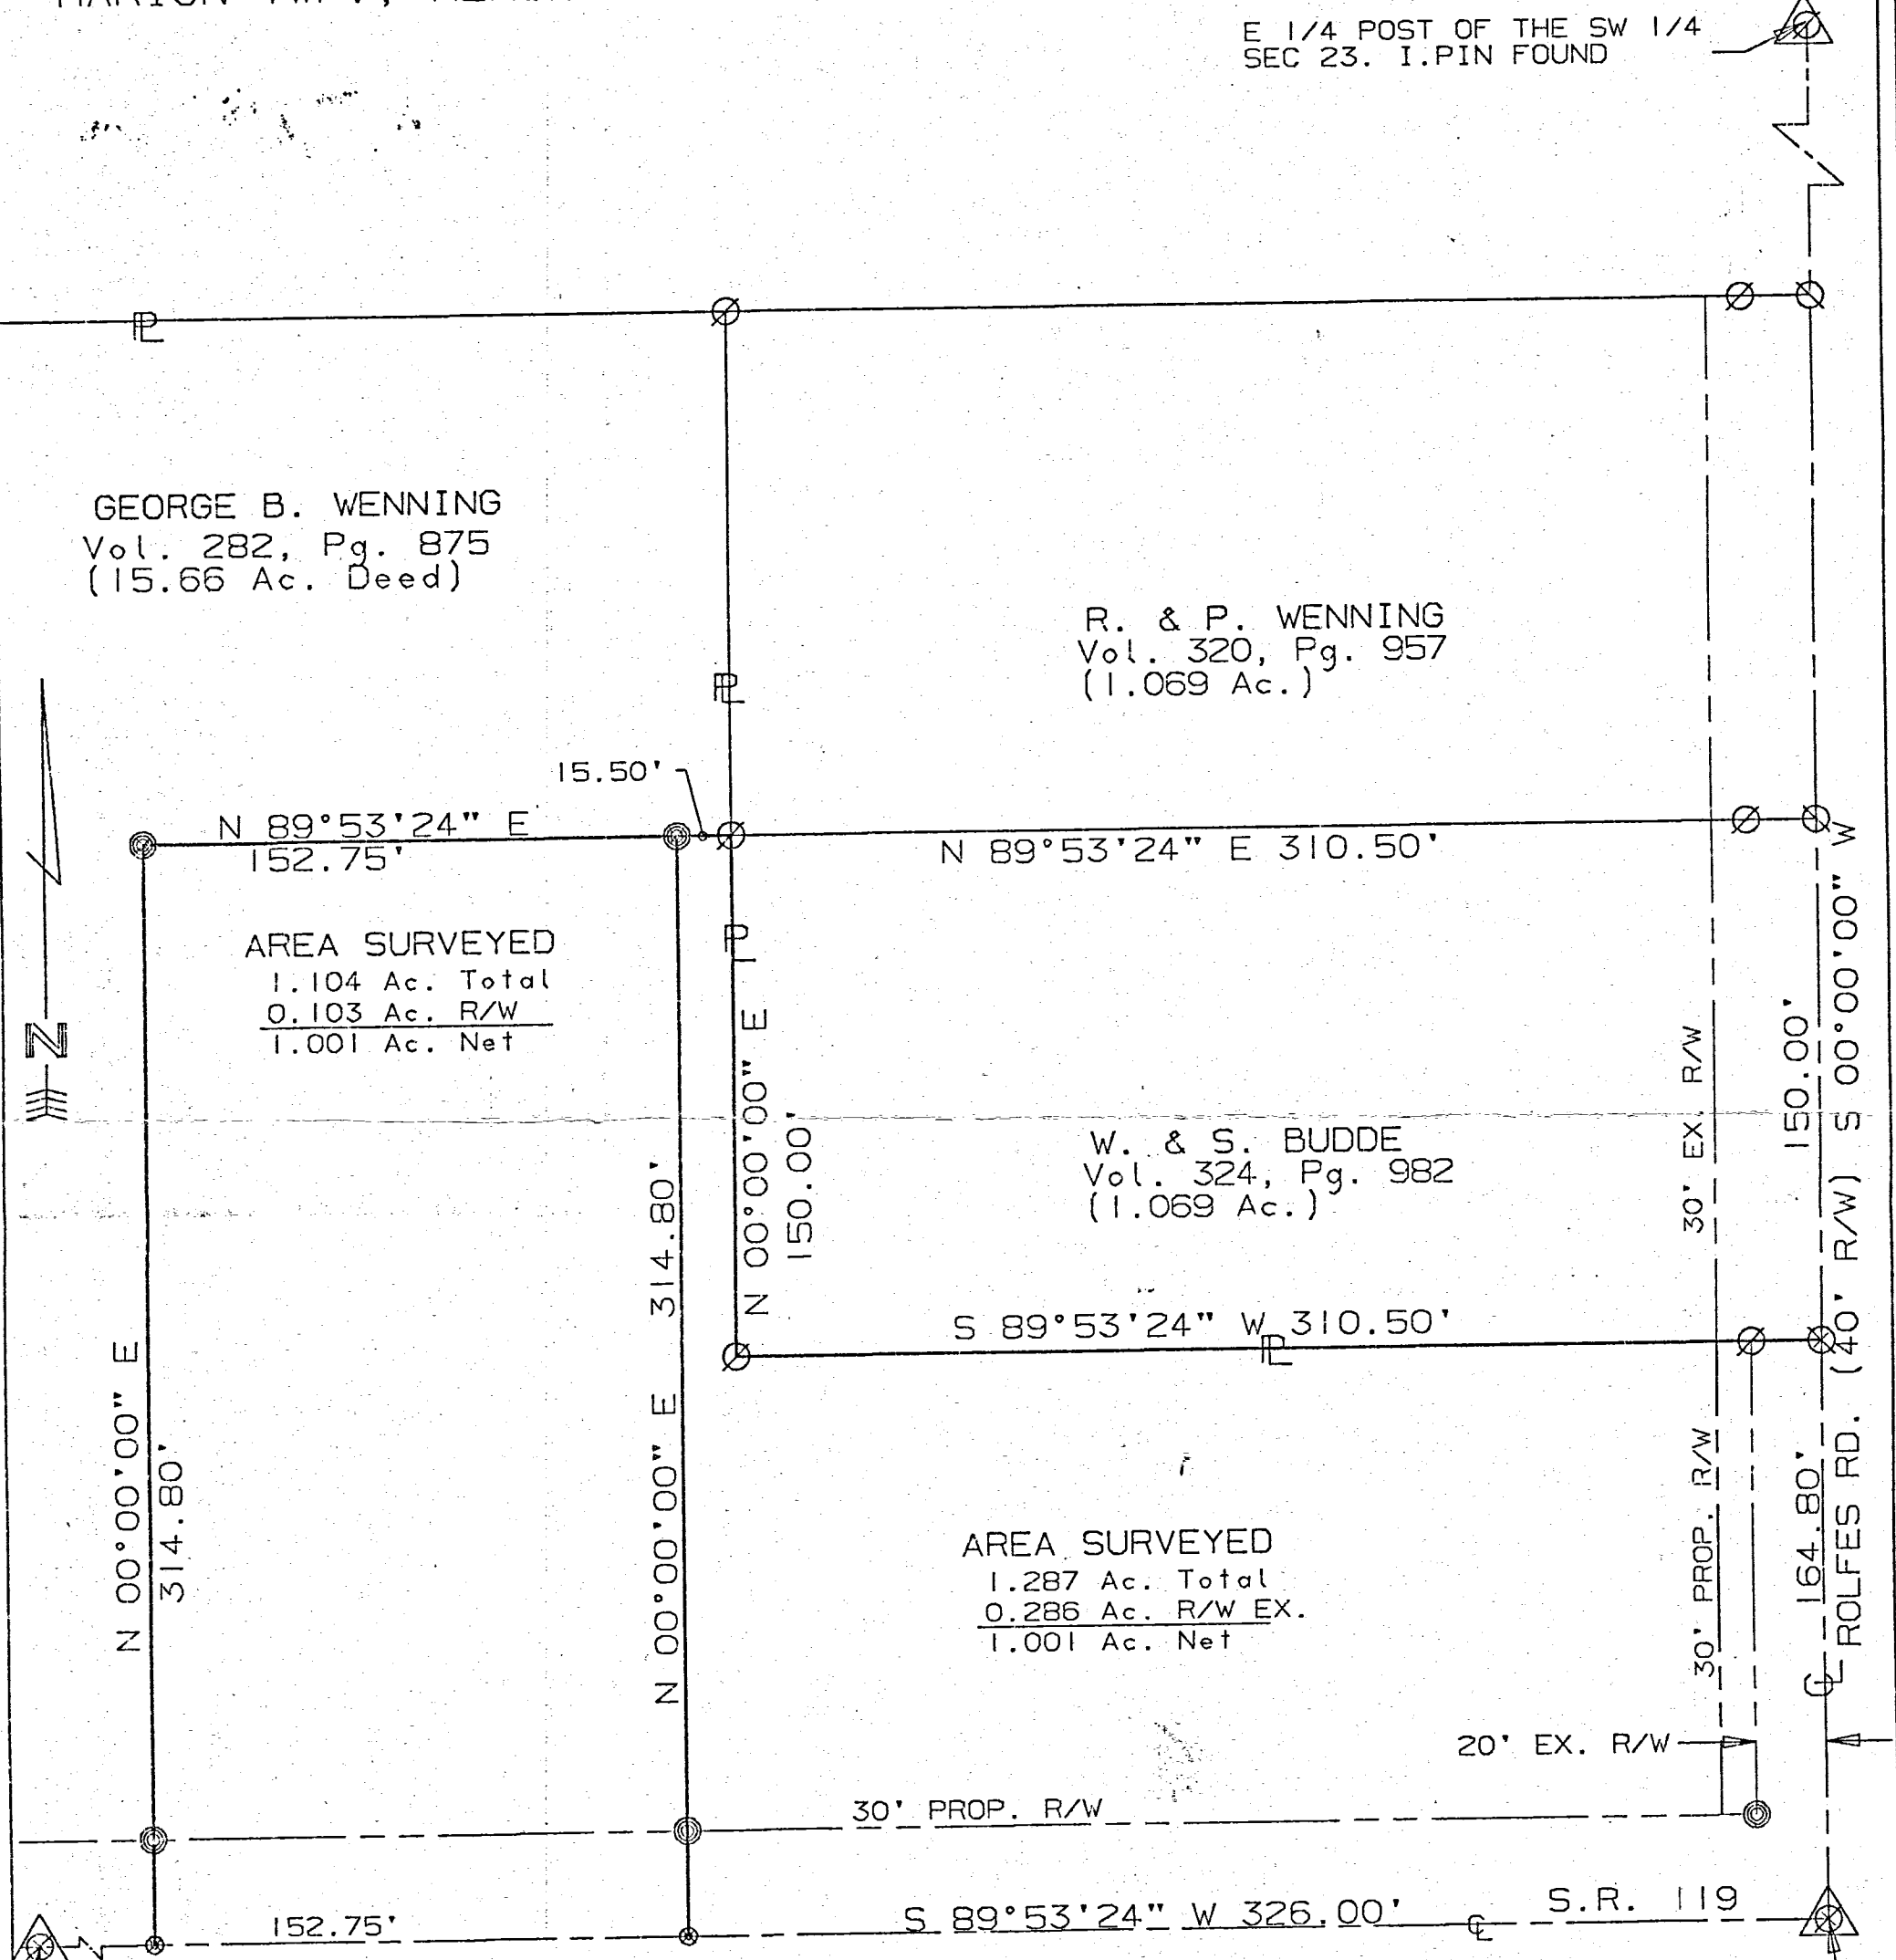 E 1/4 POST OF THE SW 1/4
SEC 23. I.PIN FOUND
PL
GEORGE B. WENNING
Vol. 282, Pg. 875
(15.66 Ac. Deed)
R. & P. WENNING
Vol. 320, Pg. 957
(1.069 Ac.)
PL
15.50'
N 89°53'24" E
152.75'
N 89°53'24" E 310.50'
AREA SURVEYED
1.104 Ac. Total
0.103 Ac. R/W
1.001 Ac. Net
N
PL
N 00°00'00" E
150.00'
W. & S. BUDDE
Vol. 324, Pg. 982
(1.069 Ac.)
30' EX. R/W
150.00'
S 00°00'00" W
S 89°53'24" W 310.50'
PL
N 00°00'00" E
314.80'
N 00°00'00" E 314.80'
AREA SURVEYED
1.287 Ac. Total
0.286 Ac. R/W EX.
1.001 Ac. Net
30' PROP. R/W
164.80'
CL ROLFES RD. (40' R/W)
20' EX. R/W
30' PROP. R/W
152.75'
S 89°53'24" W 326.00'
CL
S.R. 119